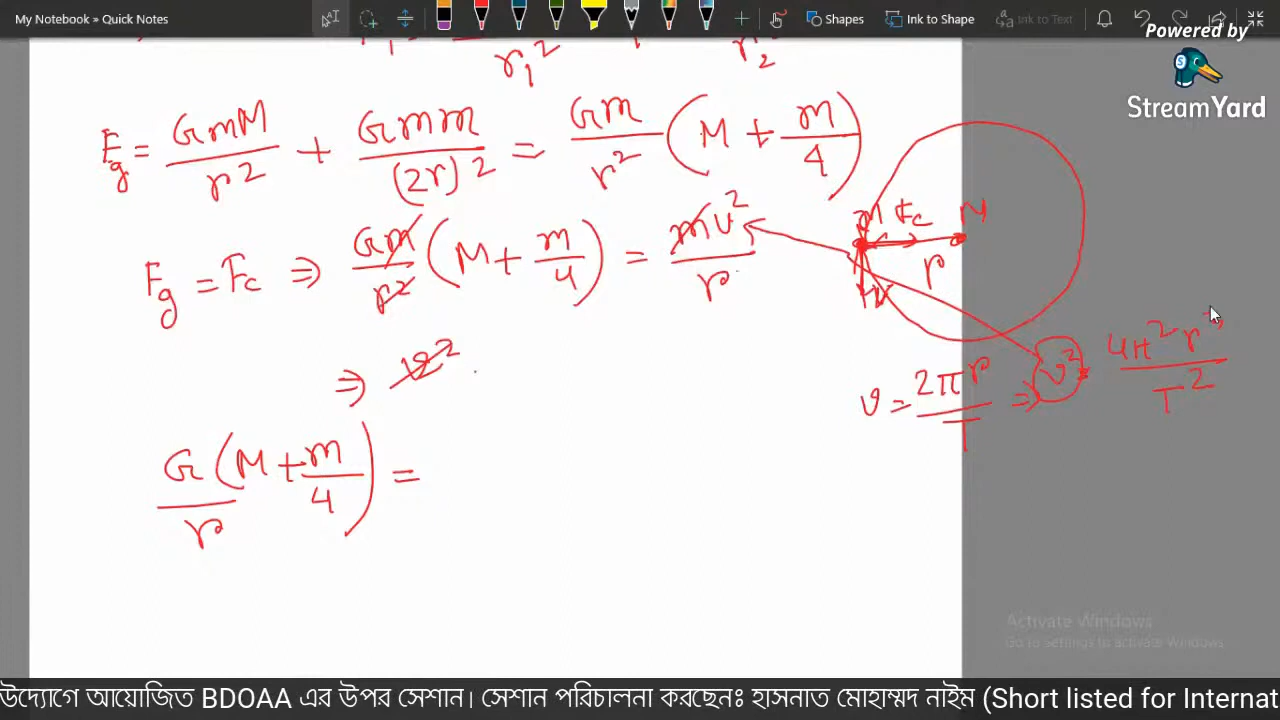 My Notebook » Quick Notes
Shapes Ink to Shape Ink to Text
Powered by
StreamYard
r₁² r₂²
Fg = GmM/r² + Gmm/(2r)² = Gm/r² (M + m/4)
Fg = Fc ⇒ Gm/r² (M + m/4) = mv²/r
M Fc M
r
⇒ v²
v = 2πr/T ⇒ v² = 4π²r²/T²
G/r (M + m/4) =
Activate Windows
Go to Settings to activate Windows.
উদ্যোগে আয়োজিত BDOAA এর উপর সেশান। সেশান পরিচালনা করছেনঃ হাসনাত মোহাম্মদ নাইম (Short listed for Internat